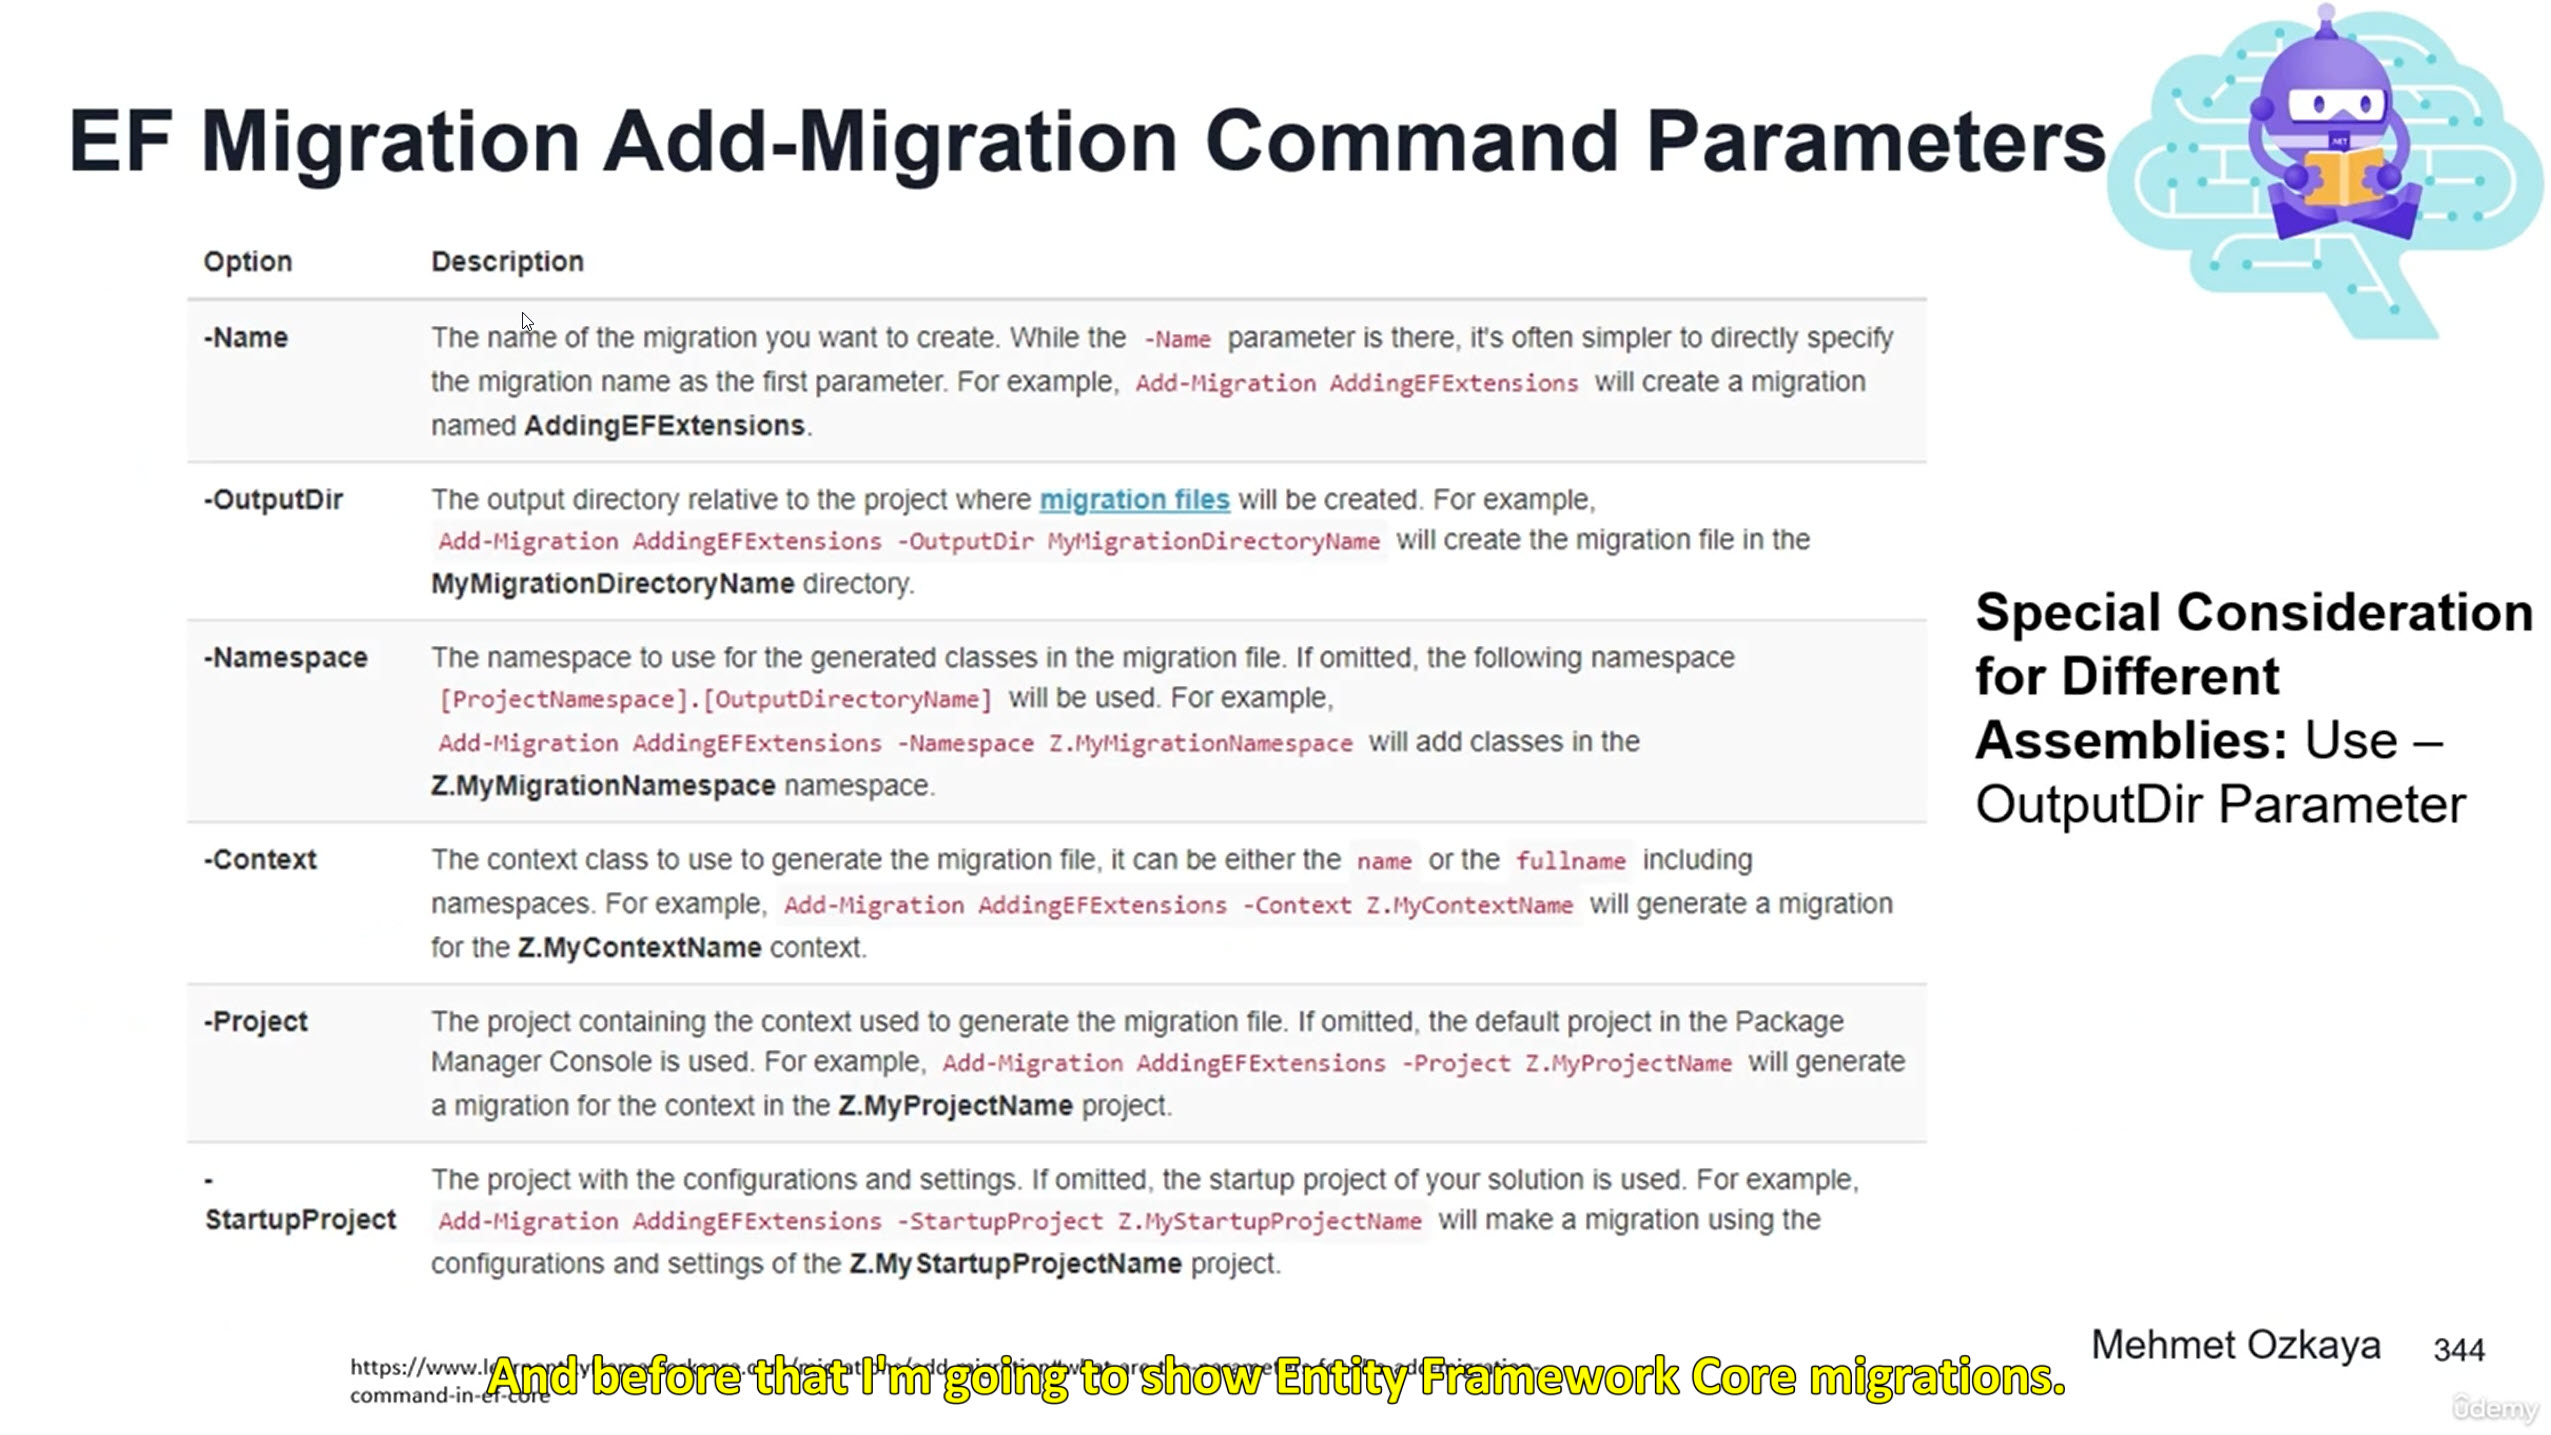 EF Migration Add-Migration Command Parameters
.NET
Option Description
-Name The name of the migration you want to create. While the -Name parameter is there, it's often simpler to directly specify
the migration name as the first parameter. For example, Add-Migration AddingEFExtensions will create a migration
named AddingEFExtensions.
-OutputDir The output directory relative to the project where migration files will be created. For example,
Add-Migration AddingEFExtensions -OutputDir MyMigrationDirectoryName will create the migration file in the
MyMigrationDirectoryName directory.
-Namespace The namespace to use for the generated classes in the migration file. If omitted, the following namespace
[ProjectNamespace].[OutputDirectoryName] will be used. For example,
Add-Migration AddingEFExtensions -Namespace Z.MyMigrationNamespace will add classes in the
Z.MyMigrationNamespace namespace.
-Context The context class to use to generate the migration file, it can be either the name or the fullname including
namespaces. For example, Add-Migration AddingEFExtensions -Context Z.MyContextName will generate a migration
for the Z.MyContextName context.
-Project The project containing the context used to generate the migration file. If omitted, the default project in the Package
Manager Console is used. For example, Add-Migration AddingEFExtensions -Project Z.MyProjectName will generate
a migration for the context in the Z.MyProjectName project.
- The project with the configurations and settings. If omitted, the startup project of your solution is used. For example,
StartupProject Add-Migration AddingEFExtensions -StartupProject Z.MyStartupProjectName will make a migration using the
configurations and settings of the Z.MyStartupProjectName project.
Special Consideration
for Different
Assemblies: Use –
OutputDir Parameter
Mehmet Ozkaya 344
https://www.
command-in-ef-core
And before that I'm going to show Entity Framework Core migrations.
ûdemy